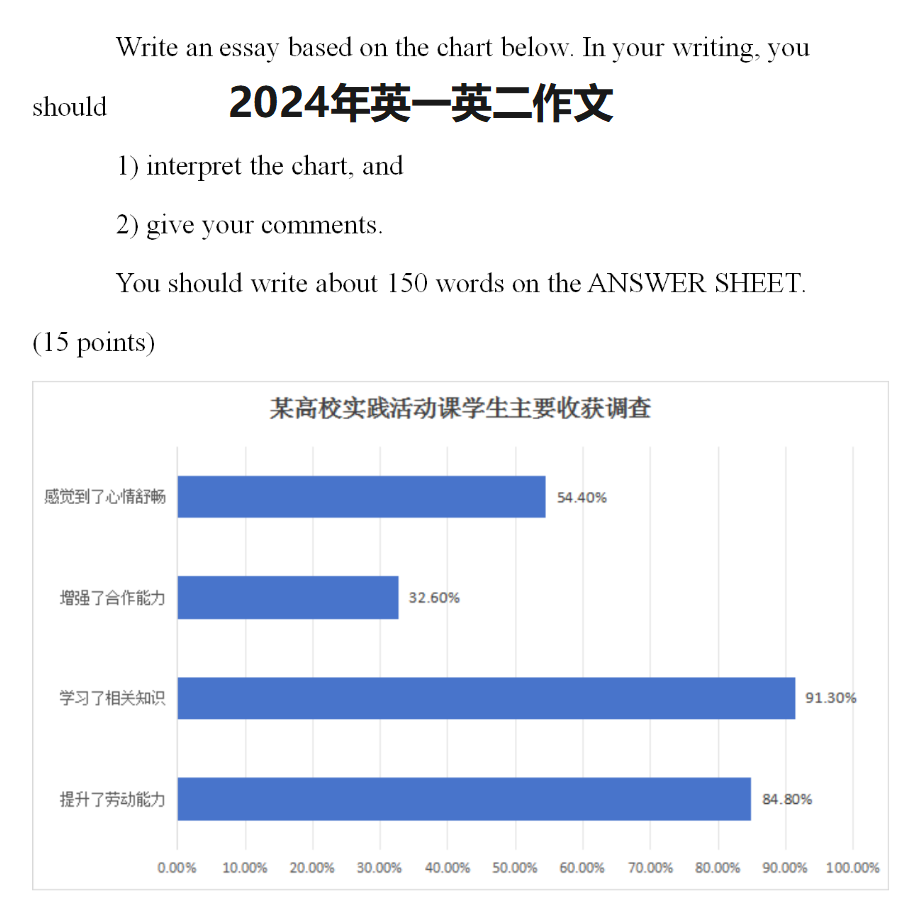 Write an essay based on the chart below. In your writing, you
should
2024年英一英二作文
1) interpret the chart, and
2) give your comments.
You should write about 150 words on the ANSWER SHEET.
(15 points)
某高校实践活动课学生主要收获调查
感觉到了心情舒畅 54.40%
增强了合作能力 32.60%
学习了相关知识 91.30%
提升了劳动能力 84.80%
0.00% 10.00% 20.00% 30.00% 40.00% 50.00% 60.00% 70.00% 80.00% 90.00% 100.00%